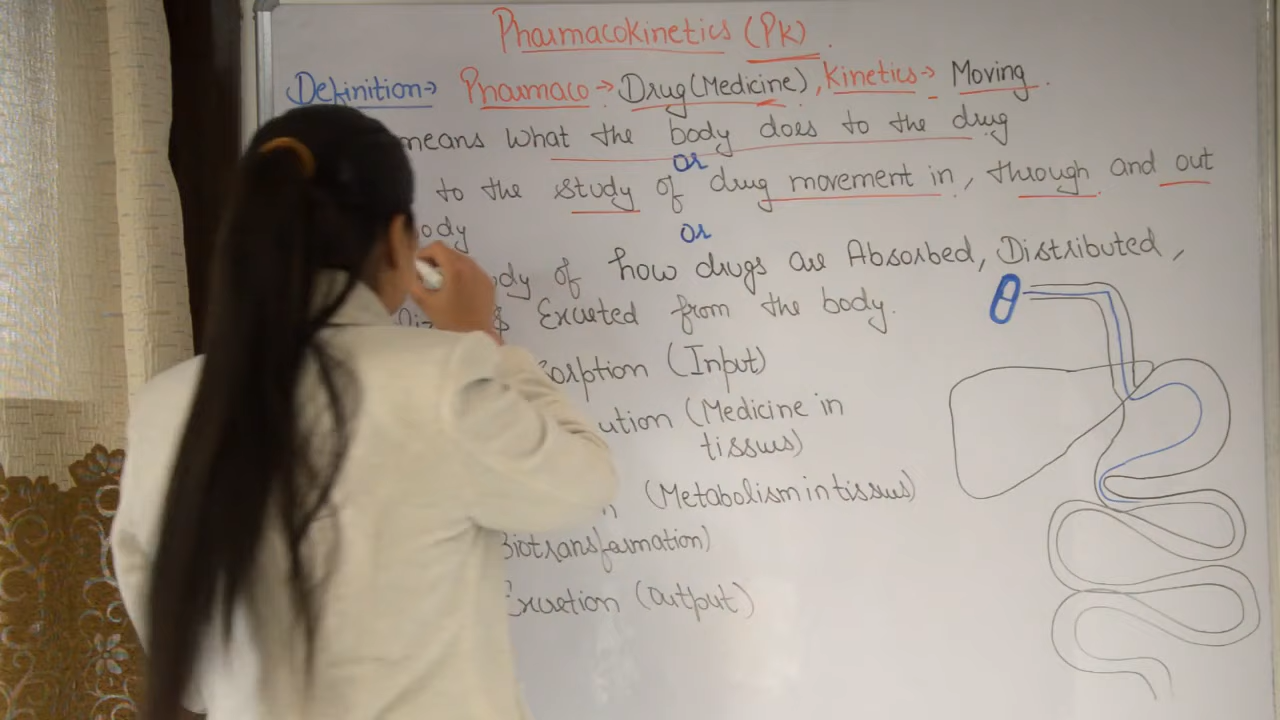 Pharmacokinetics (Pk).
Definition→ Pharmaco→Drug(Medicine), Kinetics→ Moving.
means what the body does to the drug
or
to the study of drug movement in, through and out
ody
or
dy of how drugs are Absorbed, Distributed,
Excreted from the body.
orption (Input)
ution (Medicine in
tissues)
n (Metabolism in tissues)
Biotransformation)
Excretion (output)